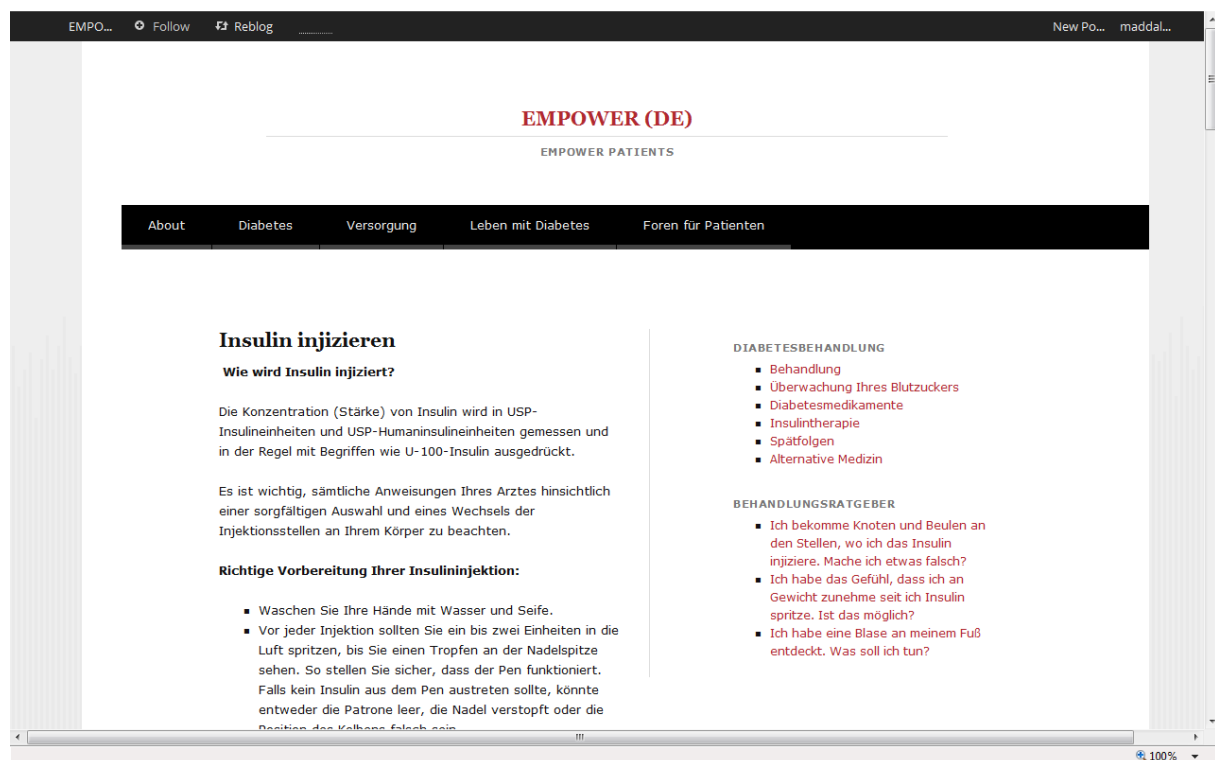 EMPO... Follow Reblog New Po... maddal...
EMPOWER (DE)
EMPOWER PATIENTS
About Diabetes Versorgung Leben mit Diabetes Foren für Patienten
Insulin injizieren
Wie wird Insulin injiziert?
Die Konzentration (Stärke) von Insulin wird in USP-
Insulineinheiten und USP-Humaninsulineinheiten gemessen und
in der Regel mit Begriffen wie U-100-Insulin ausgedrückt.
Es ist wichtig, sämtliche Anweisungen Ihres Arztes hinsichtlich
einer sorgfältigen Auswahl und eines Wechsels der
Injektionsstellen an Ihrem Körper zu beachten.
Richtige Vorbereitung Ihrer Insulininjektion:
Waschen Sie Ihre Hände mit Wasser und Seife.
Vor jeder Injektion sollten Sie ein bis zwei Einheiten in die
Luft spritzen, bis Sie einen Tropfen an der Nadelspitze
sehen. So stellen Sie sicher, dass der Pen funktioniert.
Falls kein Insulin aus dem Pen austreten sollte, könnte
entweder die Patrone leer, die Nadel verstopft oder die
Position des Kolbens falsch sein.
DIABETESBEHANDLUNG
Behandlung
Überwachung Ihres Blutzuckers
Diabetesmedikamente
Insulintherapie
Spätfolgen
Alternative Medizin
BEHANDLUNGSRATGEBER
Ich bekomme Knoten und Beulen an
den Stellen, wo ich das Insulin
injiziere. Mache ich etwas falsch?
Ich habe das Gefühl, dass ich an
Gewicht zunehme seit ich Insulin
spritze. Ist das möglich?
Ich habe eine Blase an meinem Fuß
entdeckt. Was soll ich tun?
100%